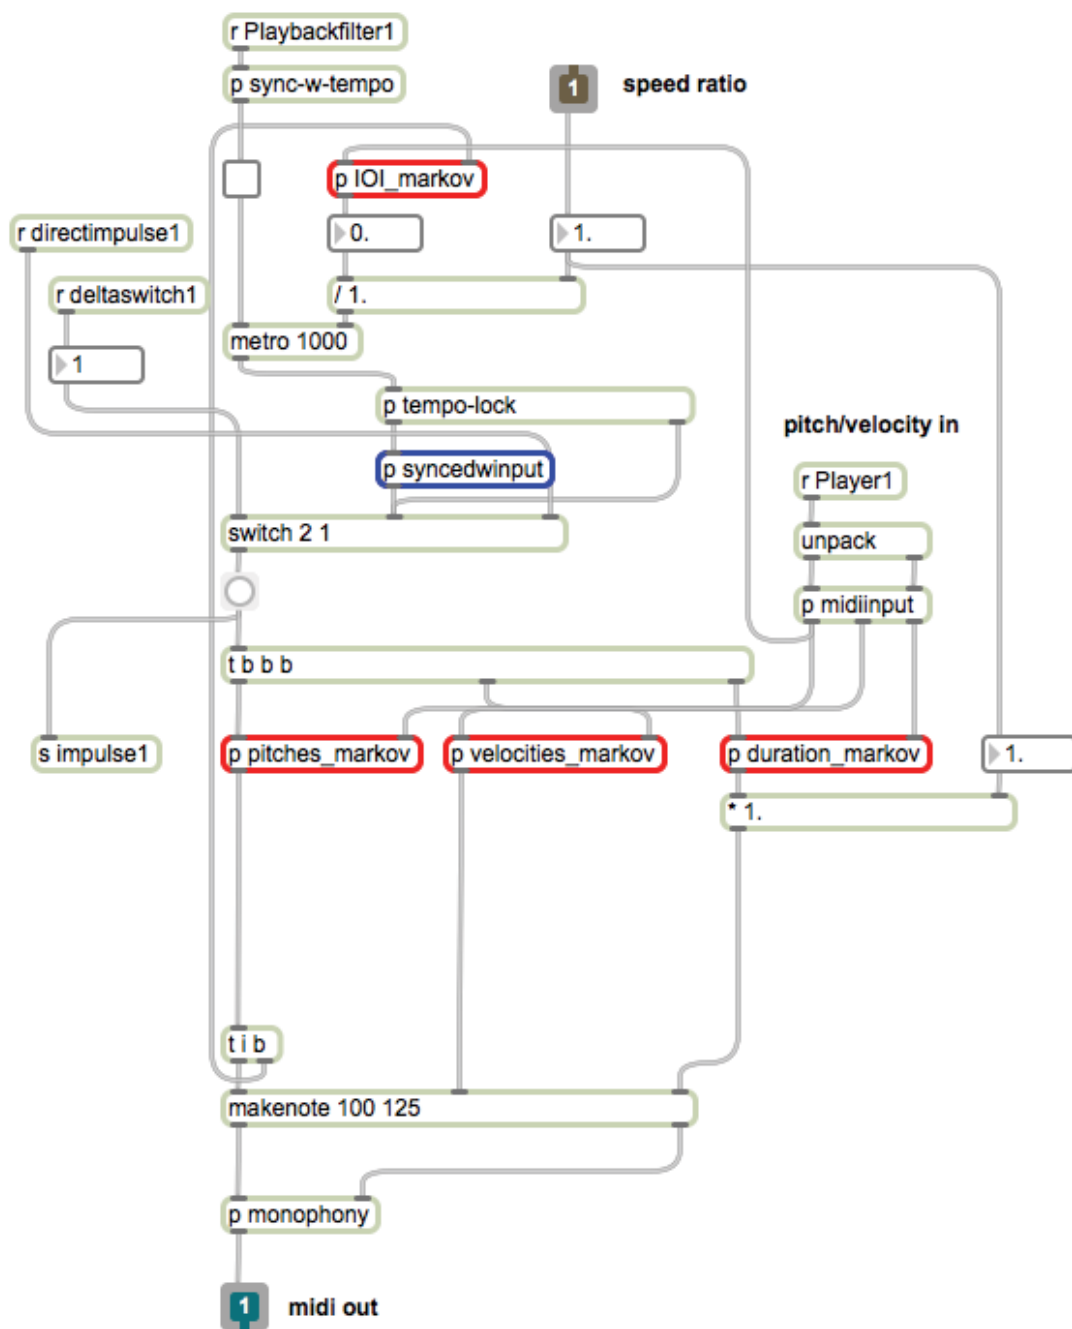 r Playbackfilter1
p sync-w-tempo
1
speed ratio
p IOI_markov
r directimpulse1
0.
1.
r deltaswitch1
/ 1.
metro 1000
1
p tempo-lock
pitch/velocity in
p syncedwinput
r Player1
switch 2 1
unpack
p midiinput
t b b b
s impulse1
p pitches_markov
p velocities_markov
p duration_markov
1.
* 1.
t i b
makenote 100 125
p monophony
1
midi out